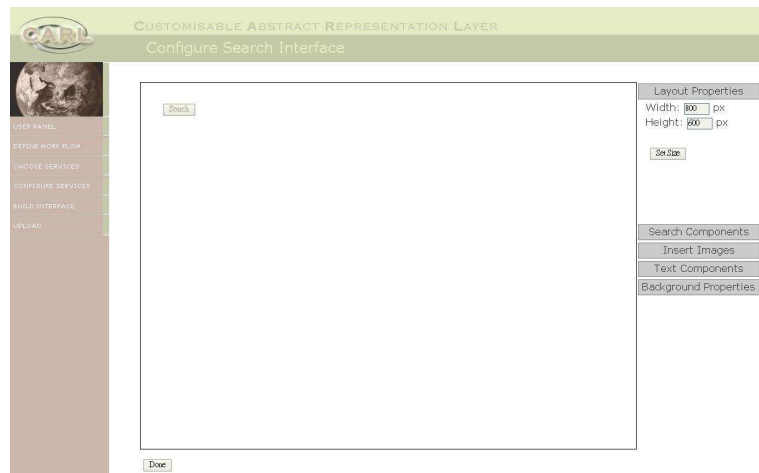 CARL
CUSTOMISABLE ABSTRACT REPRESENTATION LAYER
Configure Search Interface
USER PANEL
DEFINE WORK FLOW
CHOOSE SERVICES
CONFIGURE SERVICES
BUILD INTERFACE
UPLOAD
Search
Layout Properties
Width: 800 px
Height: 600 px
Set Size
Search Components
Insert Images
Text Components
Background Properties
Done